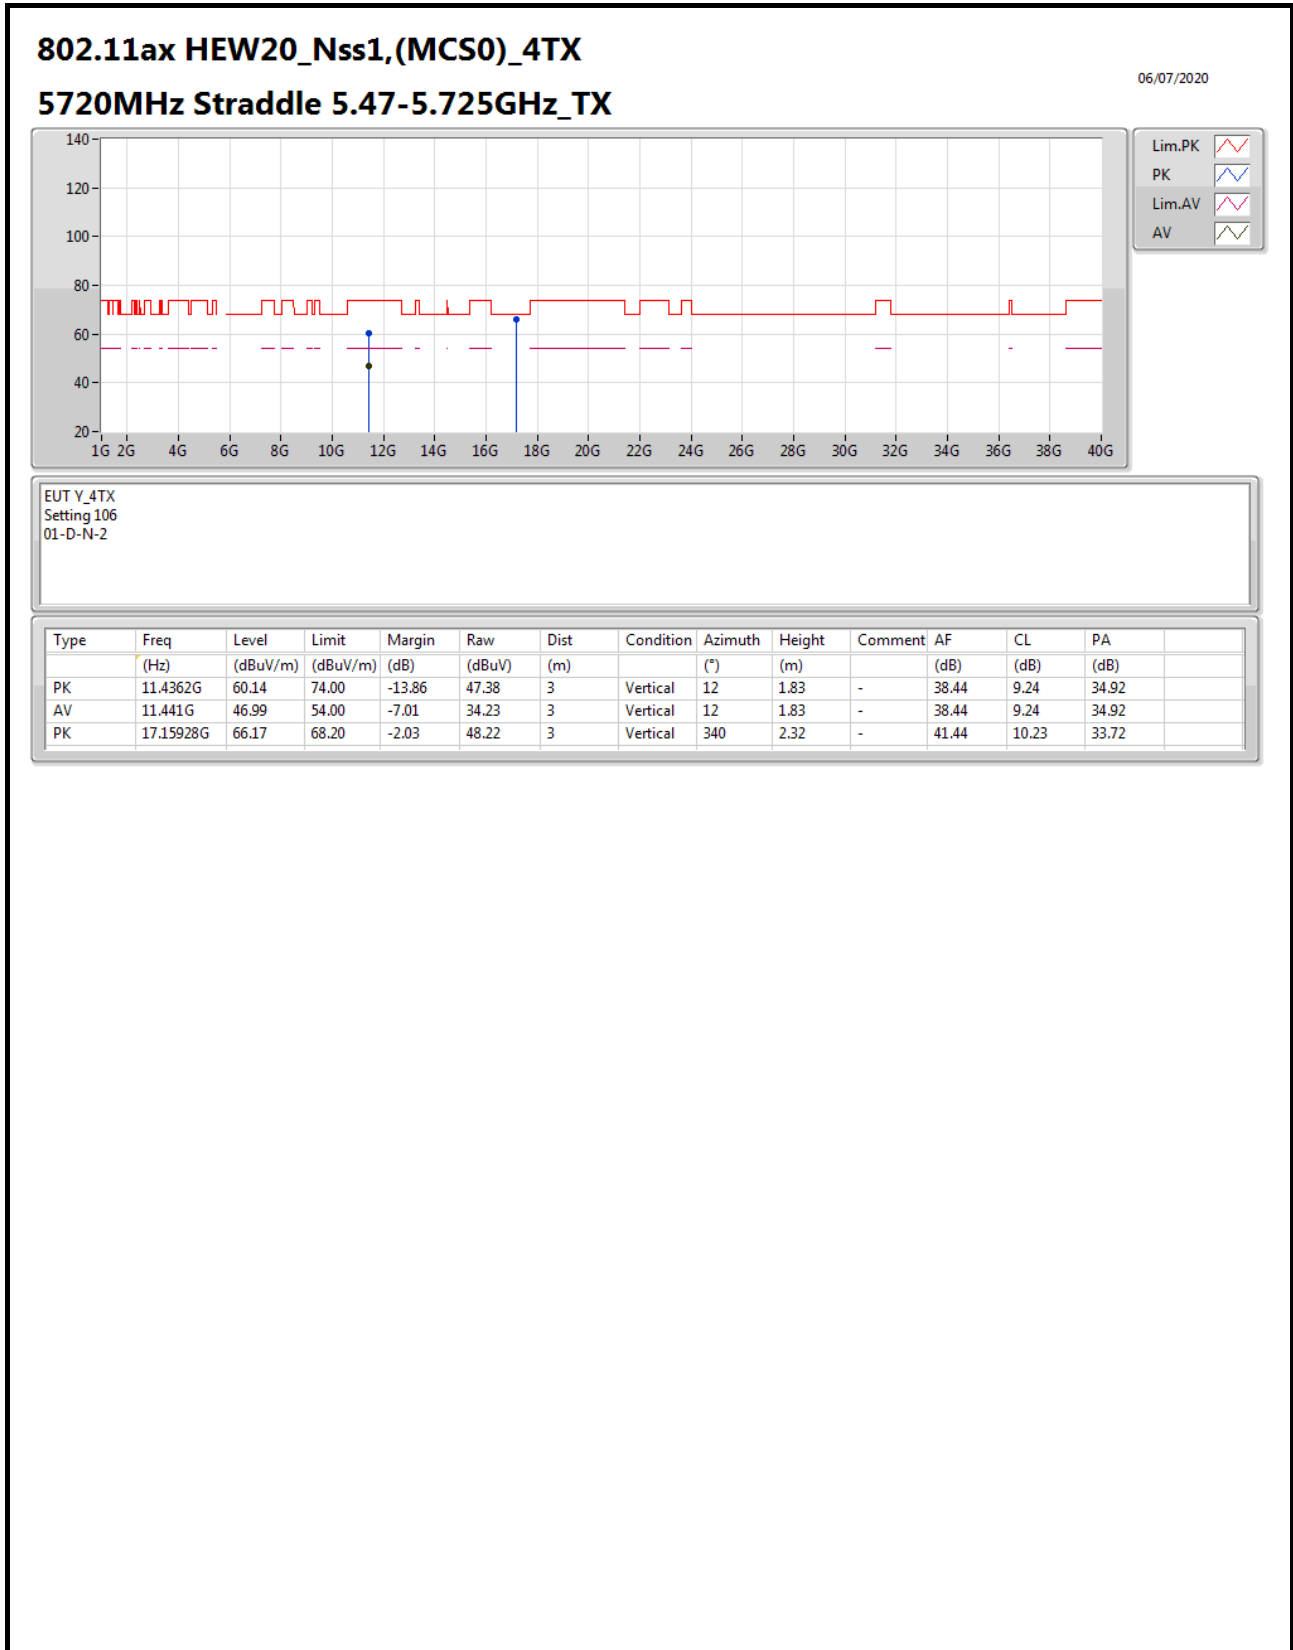 802.11ax HEW20_Nss1,(MCS0)_4TX
06/07/2020
5720MHz Straddle 5.47-5.725GHz_TX
140
120
100
80
60
40
20
1G 2G 4G 6G 8G 10G 12G 14G 16G 18G 20G 22G 24G 26G 28G 30G 32G 34G 36G 38G 40G
Lim.PK
PK
Lim.AV
AV
EUT Y_4TX
Setting 106
01-D-N-2
Type Freq Level Limit Margin Raw Dist Condition Azimuth Height Comment AF CL PA
(Hz) (dBuV/m) (dBuV/m) (dB) (dBuV) (m) (°) (m) (dB) (dB) (dB)
PK 11.4362G 60.14 74.00 -13.86 47.38 3 Vertical 12 1.83 - 38.44 9.24 34.92
AV 11.441G 46.99 54.00 -7.01 34.23 3 Vertical 12 1.83 - 38.44 9.24 34.92
PK 17.15928G 66.17 68.20 -2.03 48.22 3 Vertical 340 2.32 - 41.44 10.23 33.72